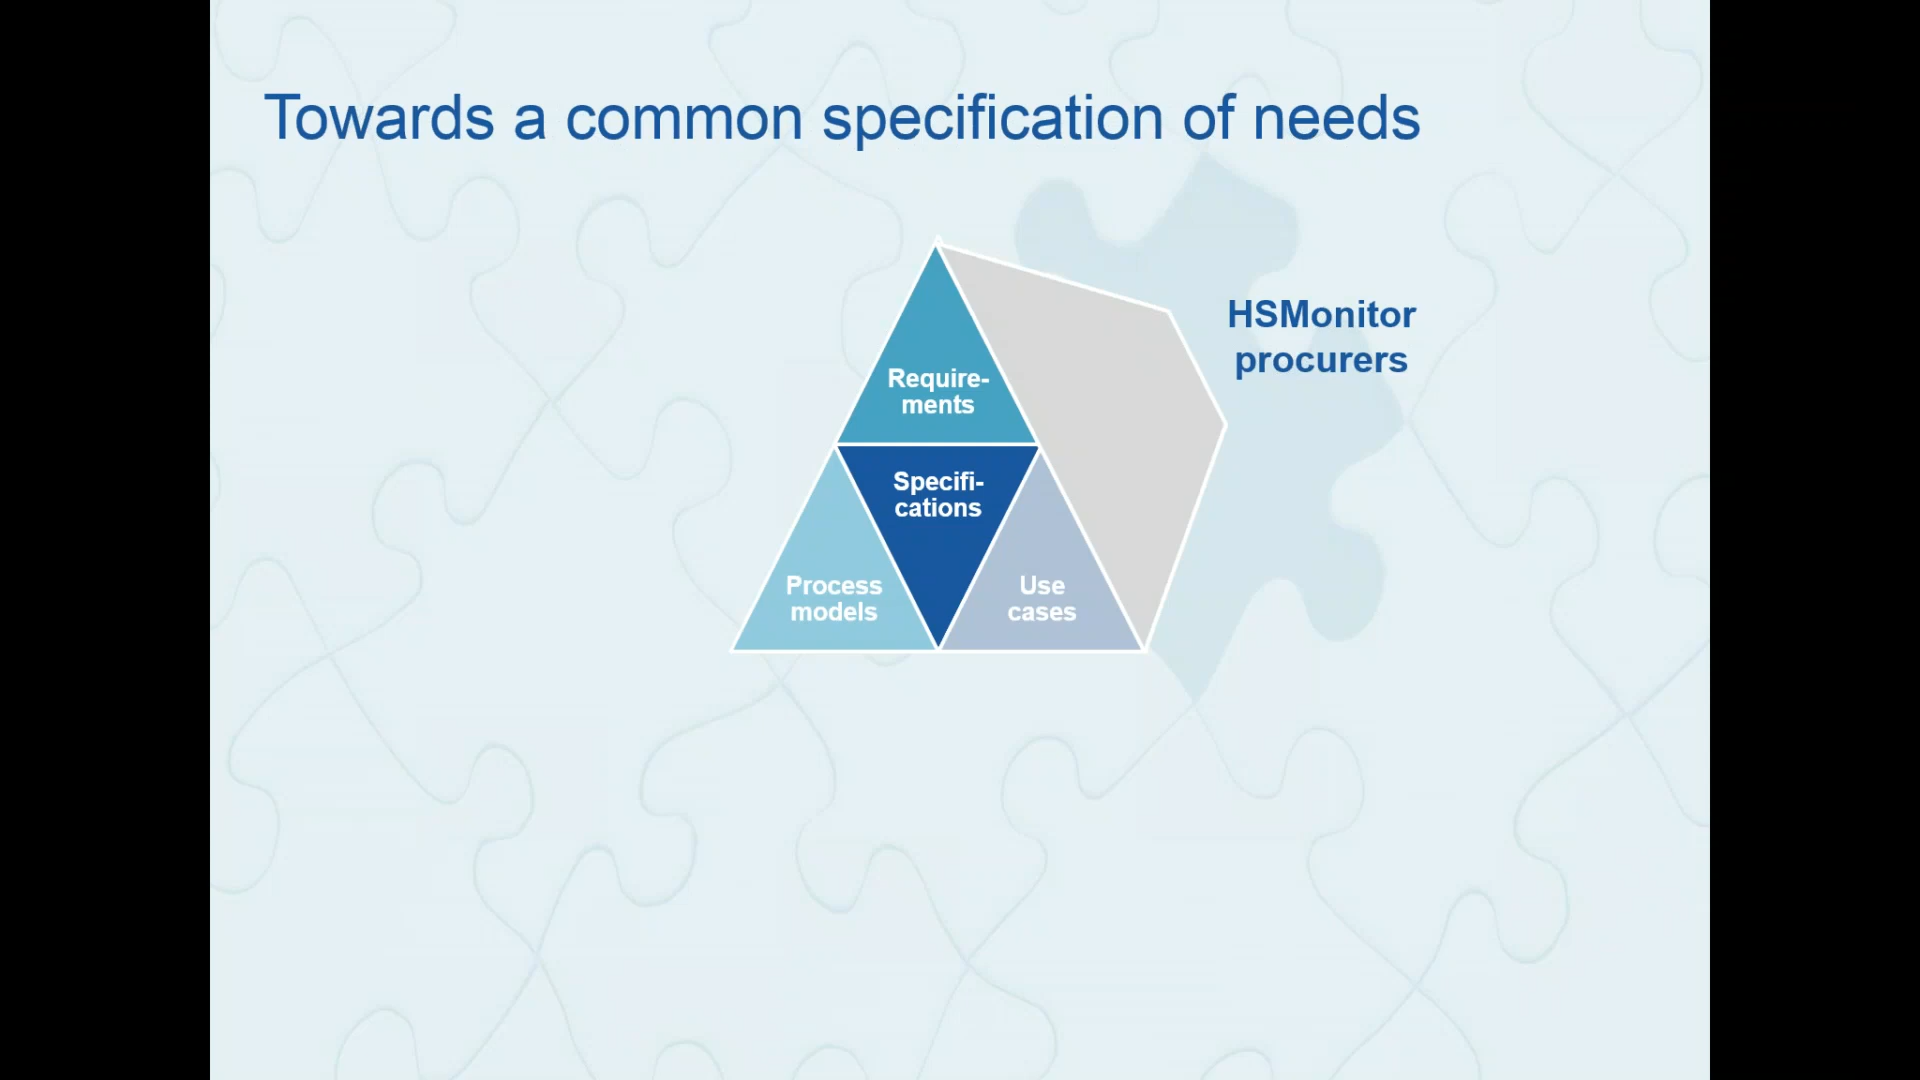 Towards a common specification of needs
HSMonitor
procurers
Require-
ments
Specifi-
cations
Process
models
Use
cases